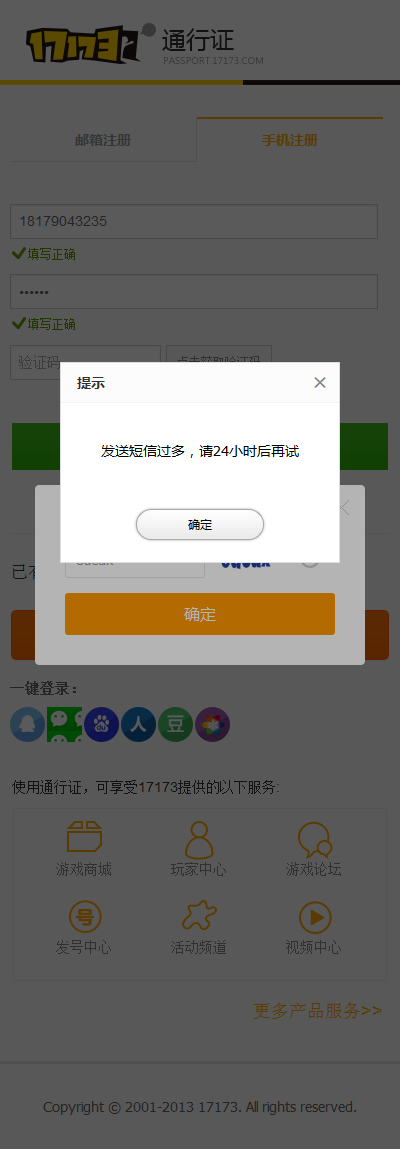 17173 通行证
PASSPORT.17173.COM
邮箱注册 手机注册
18179043235
填写正确
••••••
填写正确
验证码 点击获取验证码
提示
发送短信过多，请24小时后再试
确定
确定
一键登录：
使用通行证，可享受17173提供的以下服务:
游戏商城 玩家中心 游戏论坛
发号中心 活动频道 视频中心
更多产品服务>>
Copyright © 2001-2013 17173. All rights reserved.